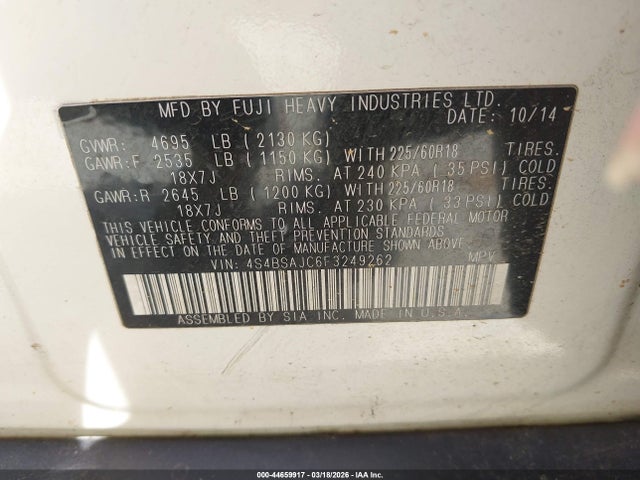 MFD BY FUJI HEAVY INDUSTRIES LTD.
DATE: 10/14
GVWR: 4695 LB ( 2130 KG)
GAWR:F 2535 LB ( 1150 KG) WITH 225/60R18 TIRES.
18X7J RIMS. AT 240 KPA ( 35 PSI) COLD
GAWR:R 2645 LB ( 1200 KG) WITH 225/60R18 TIRES.
18X7J RIMS. AT 230 KPA ( 33 PSI) COLD
THIS VEHICLE CONFORMS TO ALL APPLICABLE FEDERAL MOTOR
VEHICLE SAFETY AND THEFT PREVENTION STANDARDS
IN EFFECT ON THE DATE OF MANUFACTURE SHOWN ABOVE.
VIN: 4S4BSAJC6F3249262 MPV
ASSEMBLED BY SIA INC. MADE IN U.S.A.
000-44659917 | 03/18/2026 | IAA Inc.